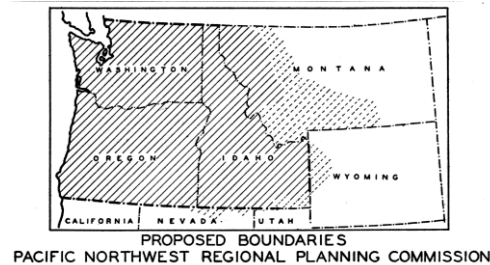 WASHINGTON
MONTANA
OREGON
IDAHO
WYOMING
CALIFORNIA
NEVADA
UTAH
PROPOSED BOUNDARIES
PACIFIC NORTHWEST REGIONAL PLANNING COMMISSION